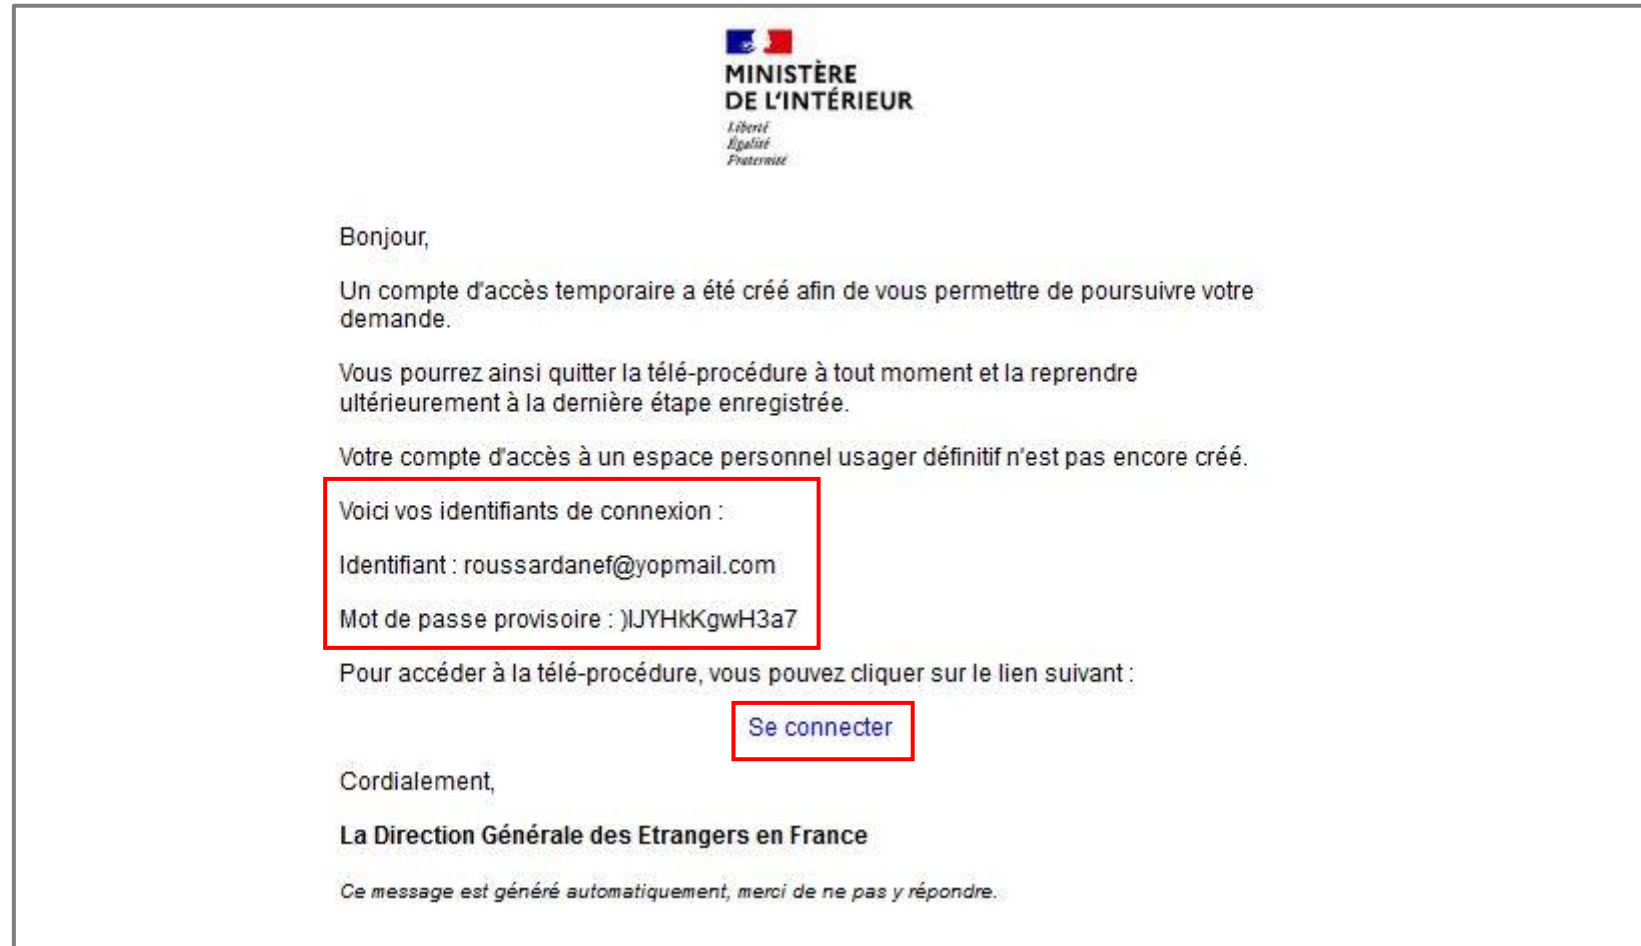 MINISTÈRE
DE L'INTÉRIEUR
Liberté
Égalité
Fraternité
Bonjour,
Un compte d'accès temporaire a été créé afin de vous permettre de poursuivre votre
demande.
Vous pourrez ainsi quitter la télé-procédure à tout moment et la reprendre
ultérieurement à la dernière étape enregistrée.
Votre compte d'accès à un espace personnel usager définitif n'est pas encore créé.
Voici vos identifiants de connexion :
Identifiant : roussardanef@yopmail.com
Mot de passe provisoire : )IJYHkKgwH3a7
Pour accéder à la télé-procédure, vous pouvez cliquer sur le lien suivant :
Se connecter
Cordialement,
La Direction Générale des Etrangers en France
Ce message est généré automatiquement, merci de ne pas y répondre.